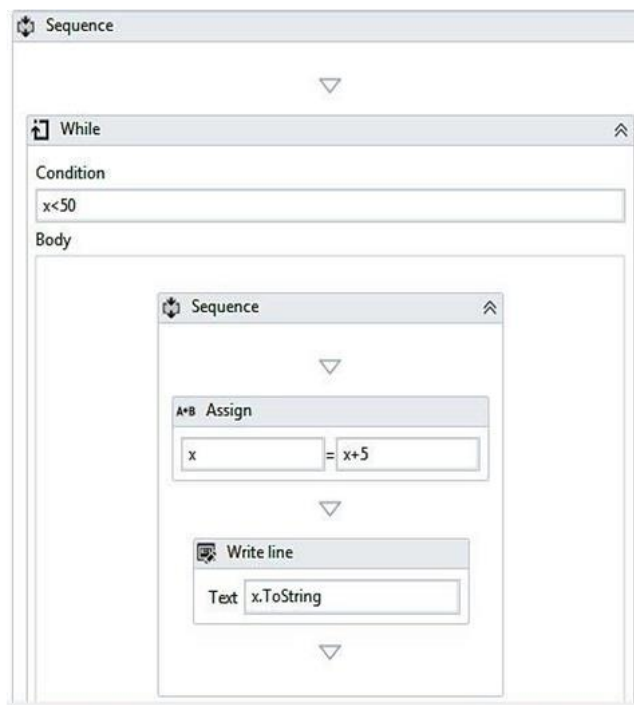 Sequence
While
Condition
x<50
Body
Sequence
A+B Assign
x = x+5
Write line
Text x.ToString